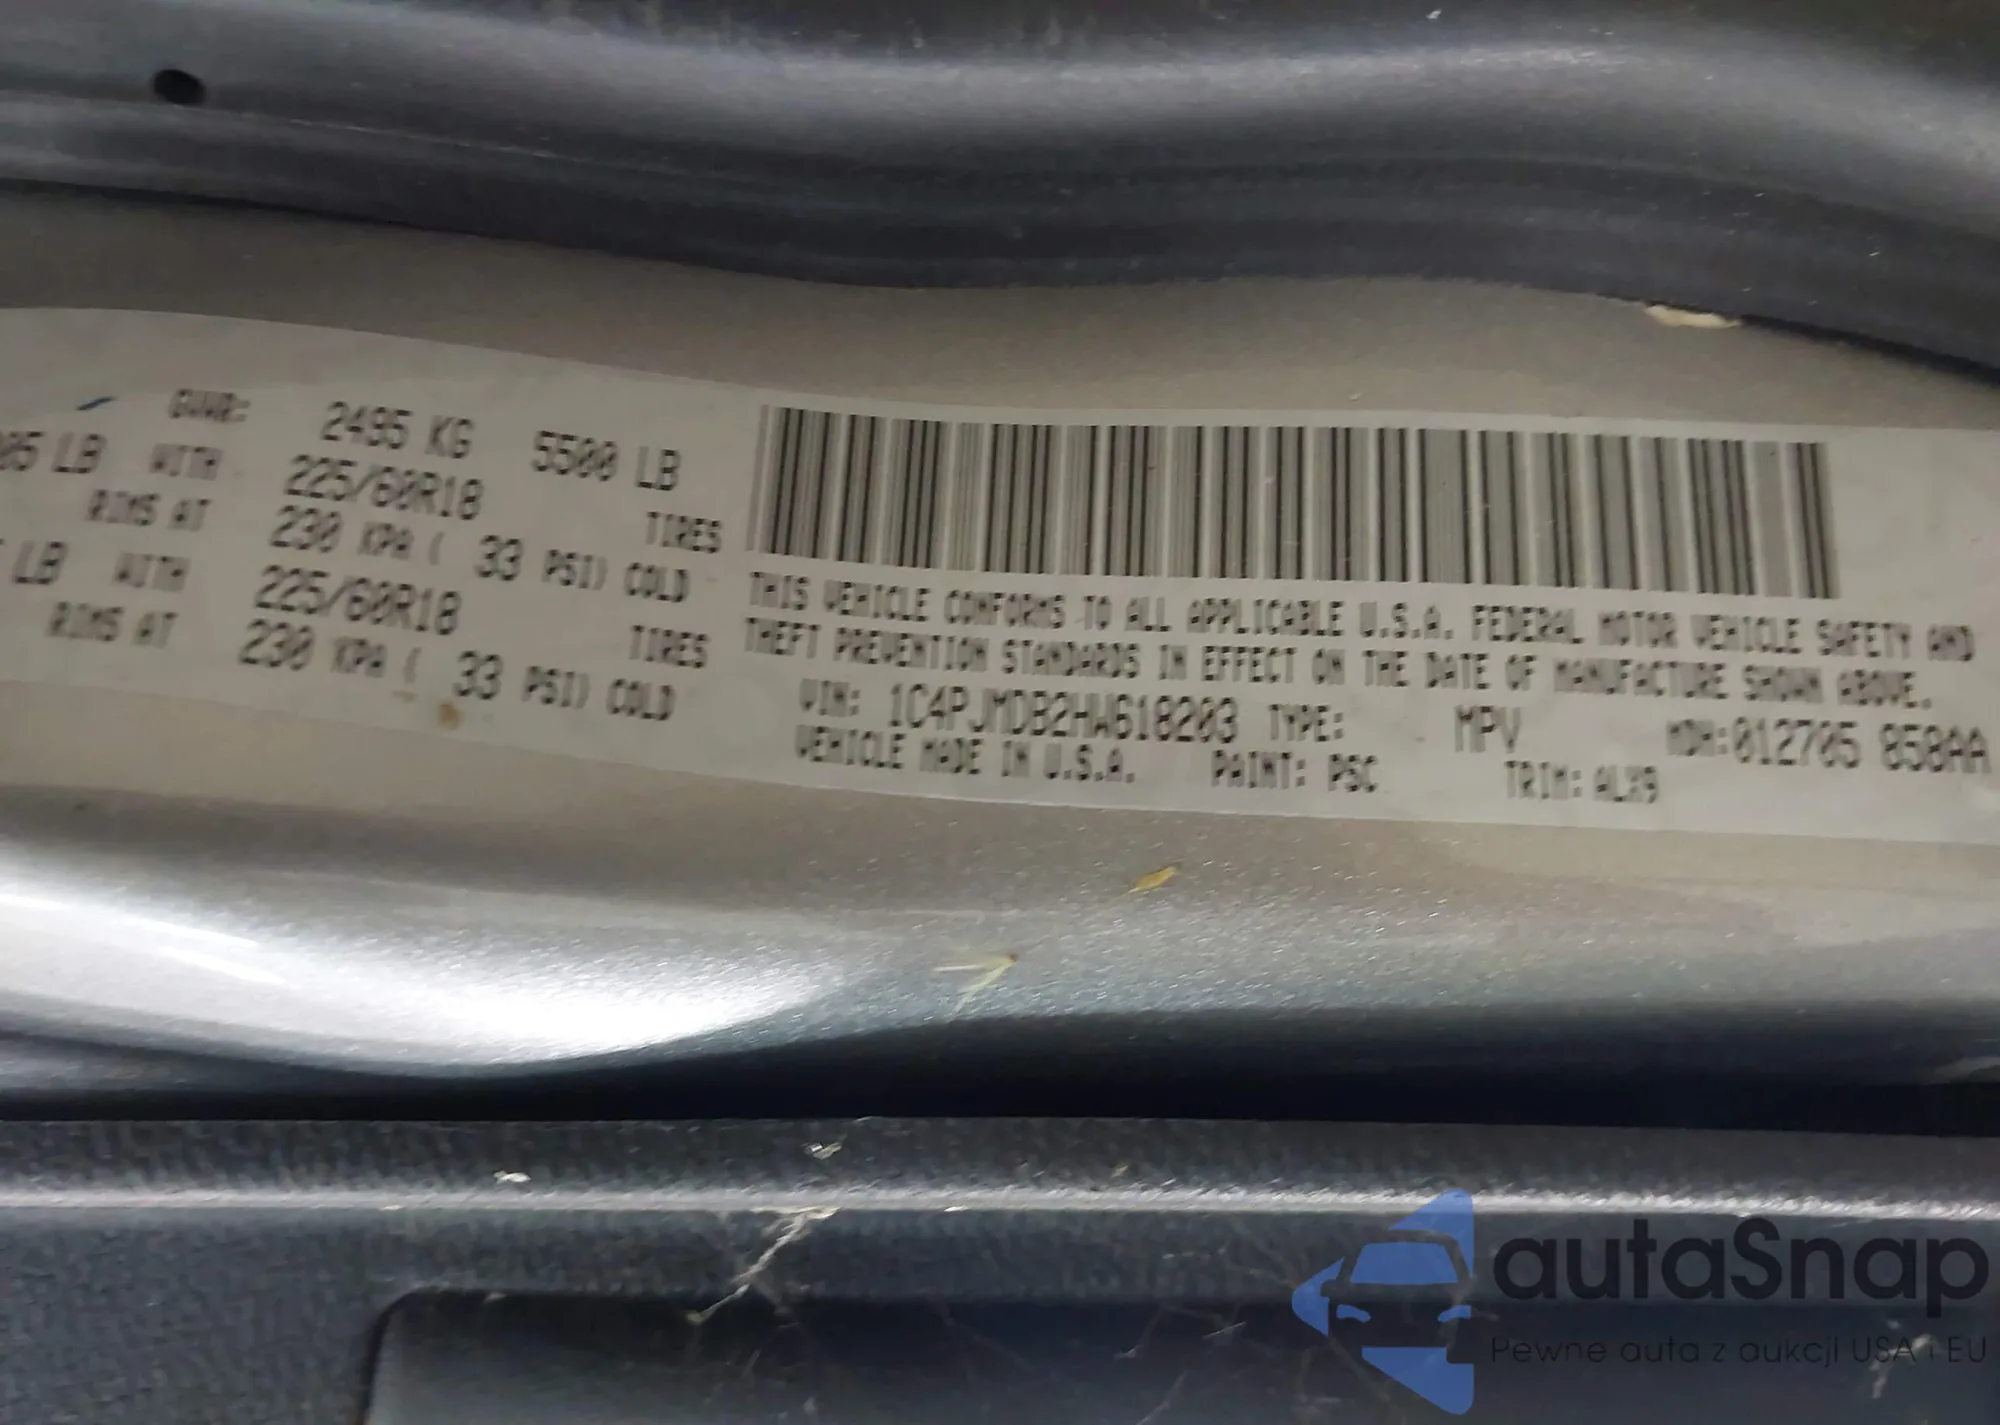 GVWR: 2495 KG 5500 LB
05 LB WITH 225/60R18 TIRES
RIMS AT 230 KPA ( 33 PSI) COLD
LB WITH 225/60R18 TIRES
RIMS AT 230 KPA ( 33 PSI) COLD
THIS VEHICLE CONFORMS TO ALL APPLICABLE U.S.A. FEDERAL MOTOR VEHICLE SAFETY AND
THEFT PREVENTION STANDARDS IN EFFECT ON THE DATE OF MANUFACTURE SHOWN ABOVE.
VIN: 1C4PJMDB2HW618203 TYPE: MPV MDH:012705 858AA
VEHICLE MADE IN U.S.A. PAINT: PSC TRIM: ALX9
autaSnap
Pewne auta z aukcji USA i EU